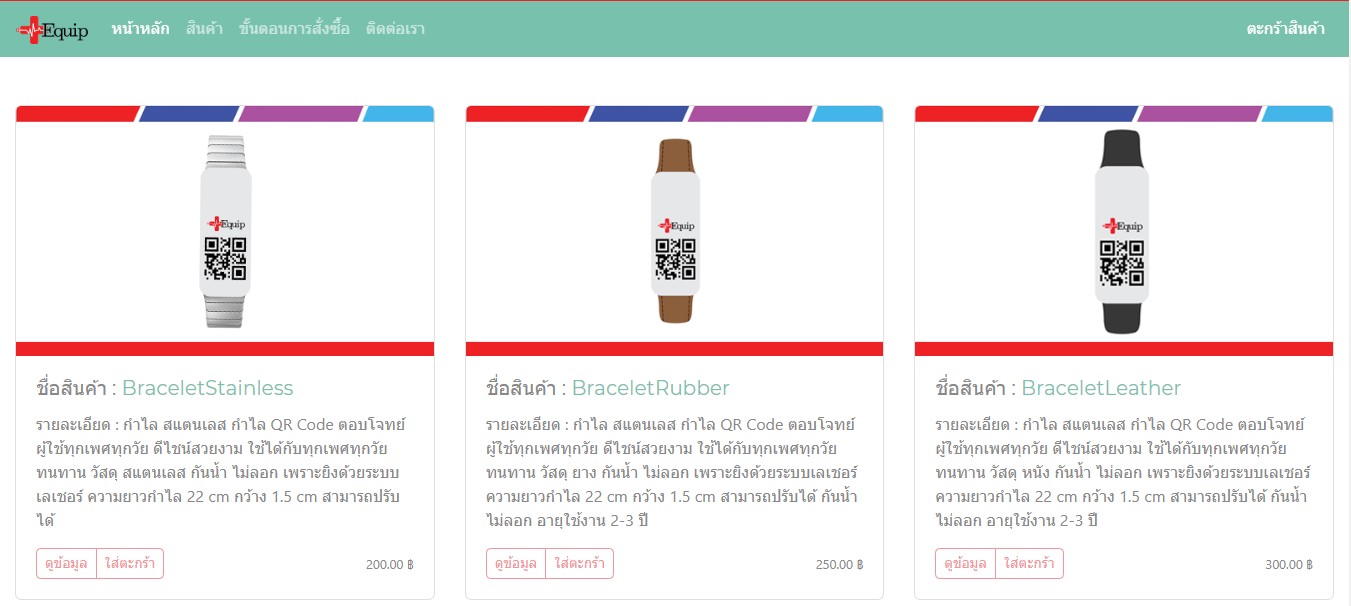 Equip หน้าหลัก สินค้า ขั้นตอนการสั่งซื้อ ติดต่อเรา ตะกร้าสินค้า
Equip
Equip
Equip
ชื่อสินค้า : BraceletStainless
รายละเอียด : กำไล สแตนเลส กำไล QR Code ตอบโจทย์
ผู้ใช้ทุกเพศทุกวัย ดีไซน์สวยงาม ใช้ได้กับทุกเพศทุกวัย
ทนทาน วัสดุ สแตนเลส กันน้ำ ไม่ลอก เพราะยิงด้วยระบบ
เลเซอร์ ความยาวกำไล 22 cm กว้าง 1.5 cm สามารถปรับ
ได้
ดูข้อมูล ใส่ตะกร้า 200.00 ฿
ชื่อสินค้า : BraceletRubber
รายละเอียด : กำไล สแตนเลส กำไล QR Code ตอบโจทย์
ผู้ใช้ทุกเพศทุกวัย ดีไซน์สวยงาม ใช้ได้กับทุกเพศทุกวัย
ทนทาน วัสดุ ยาง กันน้ำ ไม่ลอก เพราะยิงด้วยระบบเลเซอร์
ความยาวกำไล 22 cm กว้าง 1.5 cm สามารถปรับได้ กันน้ำ
ไม่ลอก อายุใช้งาน 2-3 ปี
ดูข้อมูล ใส่ตะกร้า 250.00 ฿
ชื่อสินค้า : BraceletLeather
รายละเอียด : กำไล สแตนเลส กำไล QR Code ตอบโจทย์
ผู้ใช้ทุกเพศทุกวัย ดีไซน์สวยงาม ใช้ได้กับทุกเพศทุกวัย
ทนทาน วัสดุ หนัง กันน้ำ ไม่ลอก เพราะยิงด้วยระบบเลเซอร์
ความยาวกำไล 22 cm กว้าง 1.5 cm สามารถปรับได้ กันน้ำ
ไม่ลอก อายุใช้งาน 2-3 ปี
ดูข้อมูล ใส่ตะกร้า 300.00 ฿